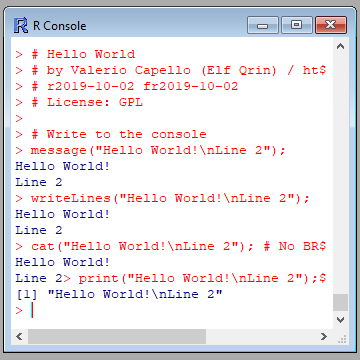 R Console
> # Hello World
> # by Valerio Capello (Elf Qrin) / ht$
> # r2019-10-02 fr2019-10-02
> # License: GPL
>
> # Write to the console
> message("Hello World!\nLine 2");
Hello World!
Line 2
> writeLines("Hello World!\nLine 2");
Hello World!
Line 2
> cat("Hello World!\nLine 2"); # No BR$
Hello World!
Line 2> print("Hello World!\nLine 2");$
[1] "Hello World!\nLine 2"
>